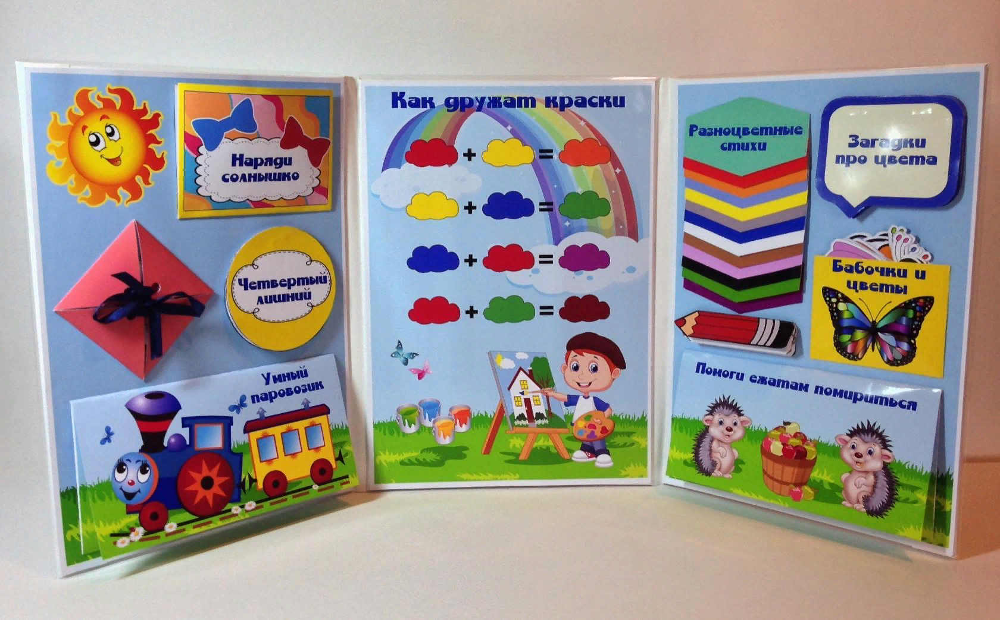 Наряди
солнышко
Четвертый
лишний
Умный
паровозик
Как дружат краски
+ =
+ =
+ =
+ =
Разноцветные
стихи
Загадки
про цвета
Бабочки и
цветы
Помоги ежатам помириться